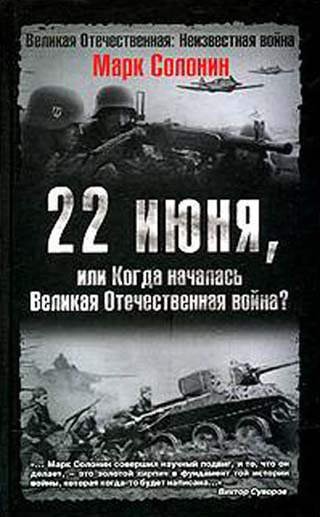 Великая Отечественная: Неизвестная война
Марк Солонин
22 июня,
или Когда началась
Великая Отечественная война?
«... Марк Солонин совершил научный подвиг, и то, что он
делает, – это золотой кирпич в фундамент той истории
войны, которая когда-то будет написана...»
Виктор Суворов